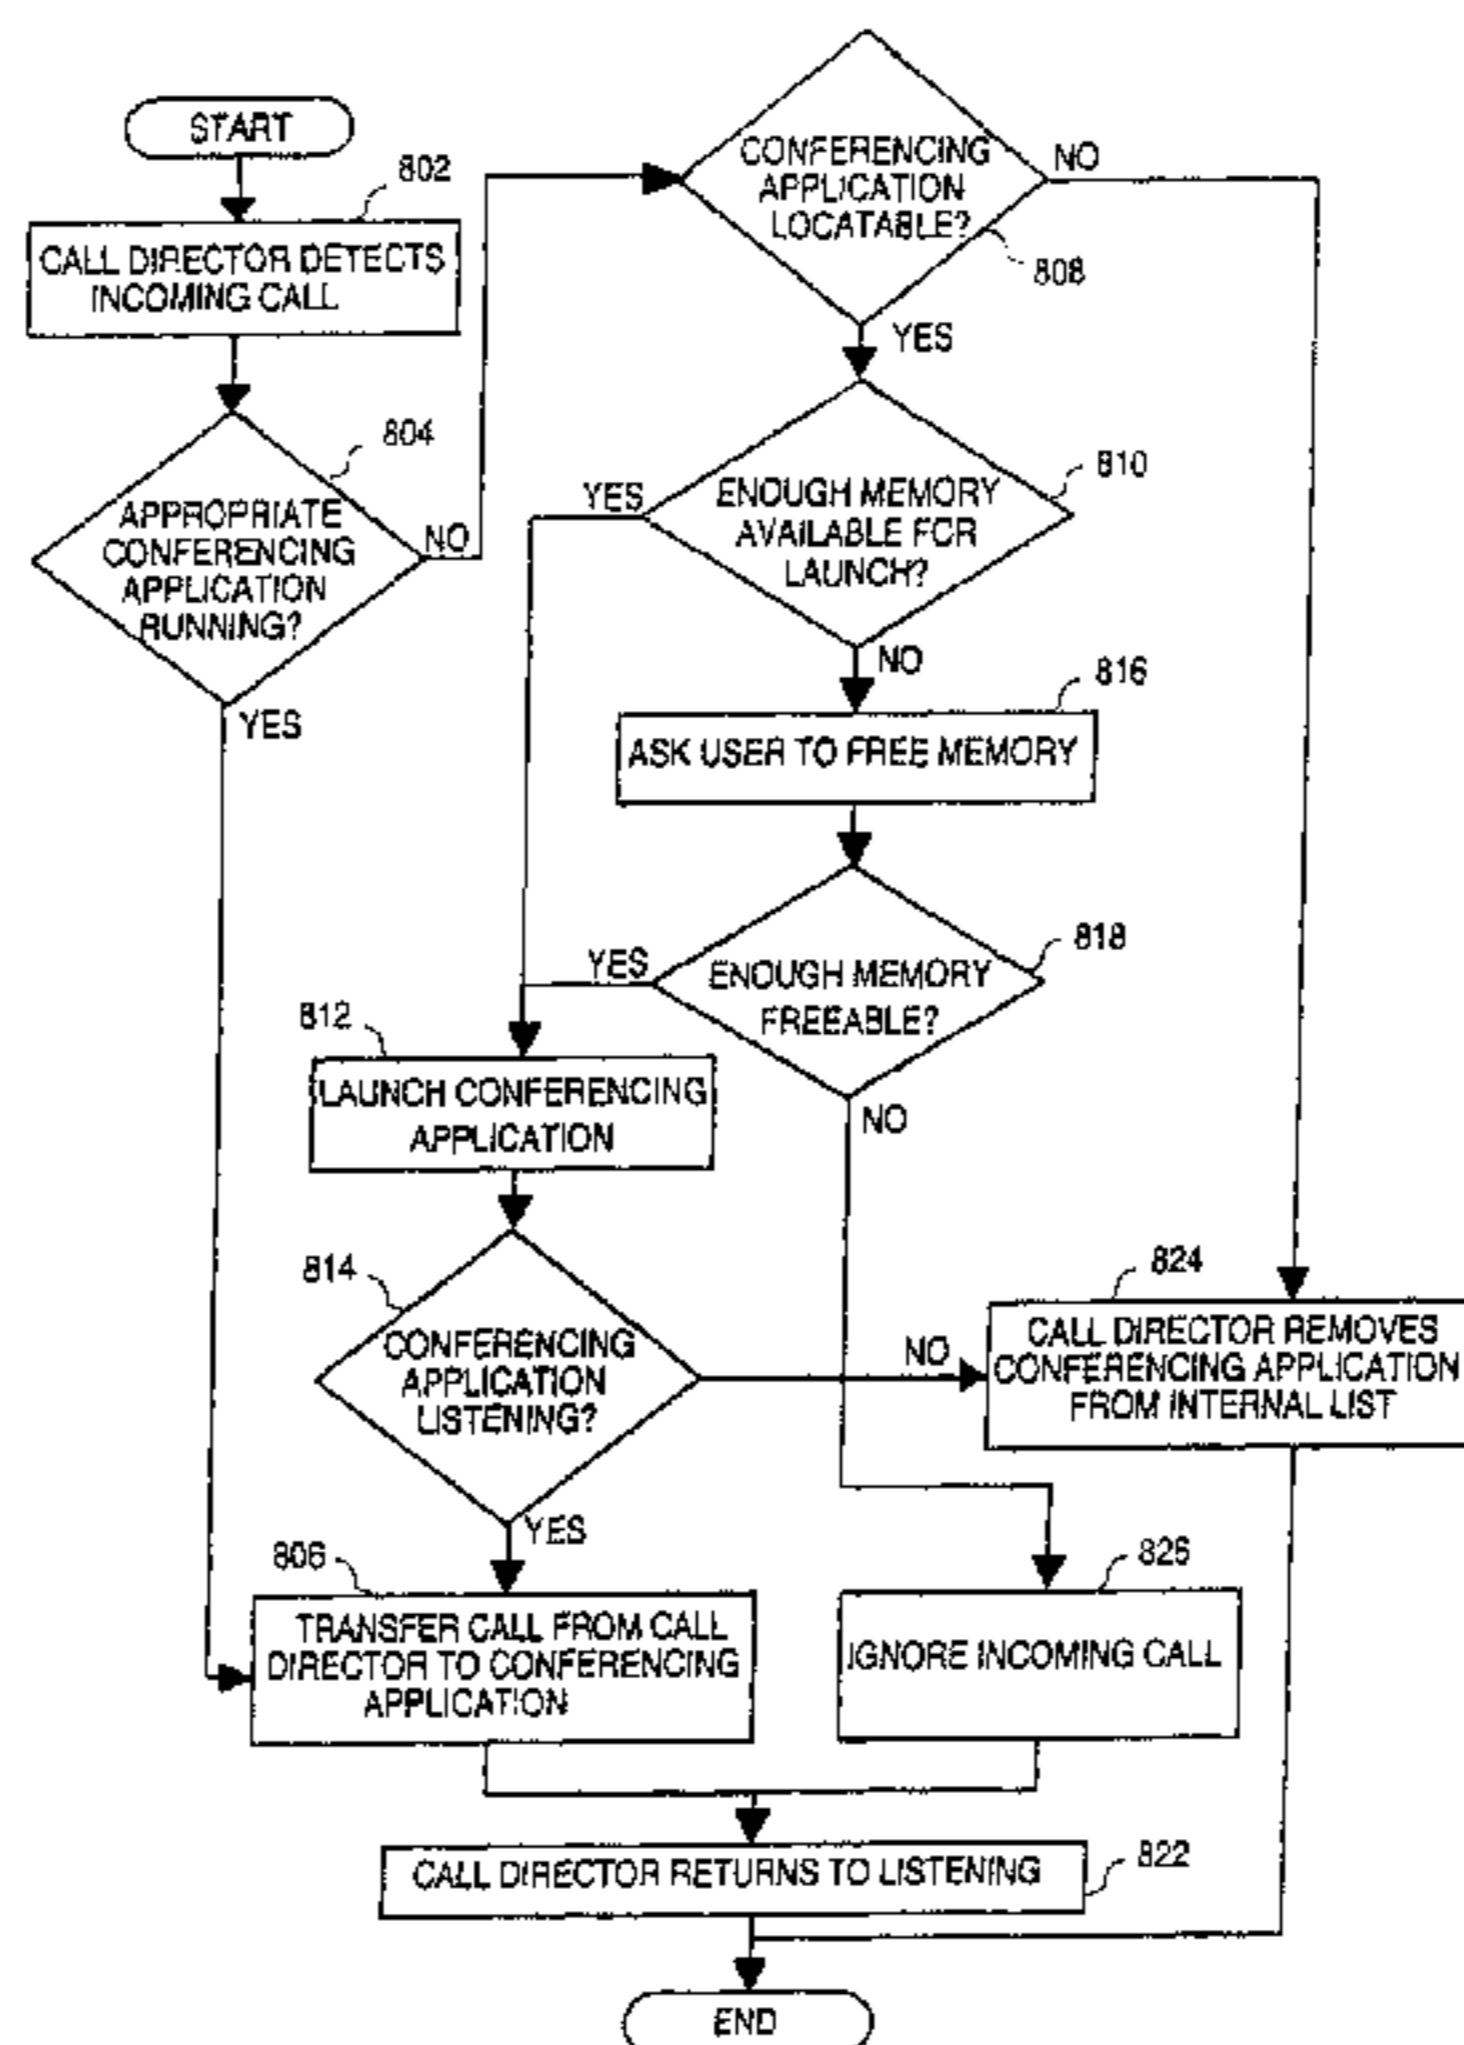 START
802
CALL DIRECTOR DETECTS
INCOMING CALL
804
APPROPRIATE
CONFERENCING
APPLICATION
RUNNING?
NO
YES
CONFERENCING
APPLICATION
LOCATABLE?
NO
808
YES
810
ENOUGH MEMORY
AVAILABLE FOR
LAUNCH?
YES
NO
816
ASK USER TO FREE MEMORY
818
ENOUGH MEMORY
FREEABLE?
YES
NO
812
LAUNCH CONFERENCING
APPLICATION
814
CONFERENCING
APPLICATION
LISTENING?
NO
YES
824
CALL DIRECTOR REMOVES
CONFERENCING APPLICATION
FROM INTERNAL LIST
806
TRANSFER CALL FROM CALL
DIRECTOR TO CONFERENCING
APPLICATION
826
IGNORE INCOMING CALL
822
CALL DIRECTOR RETURNS TO LISTENING
END